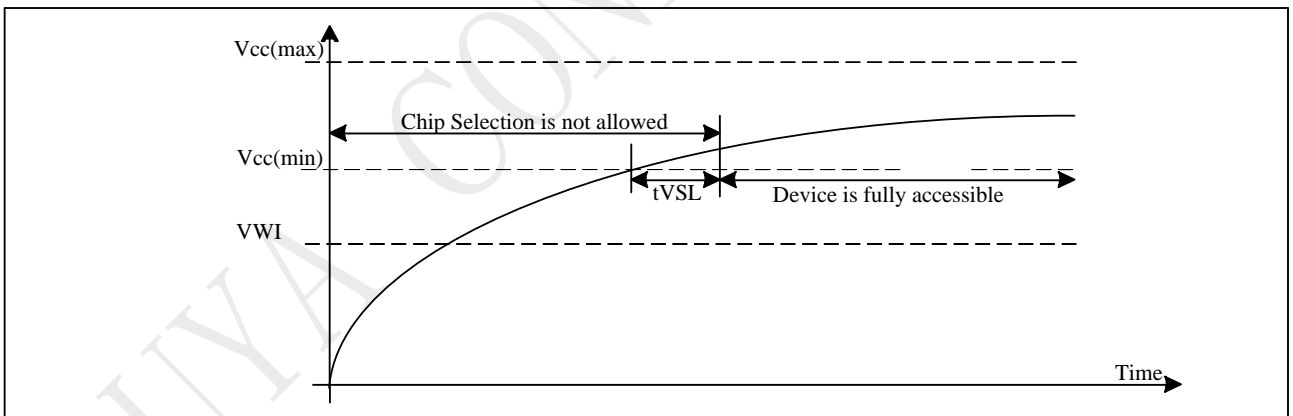 Vcc(max)
Chip Selection is not allowed
Vcc(min)
tVSL
Device is fully accessible
VWI
Time